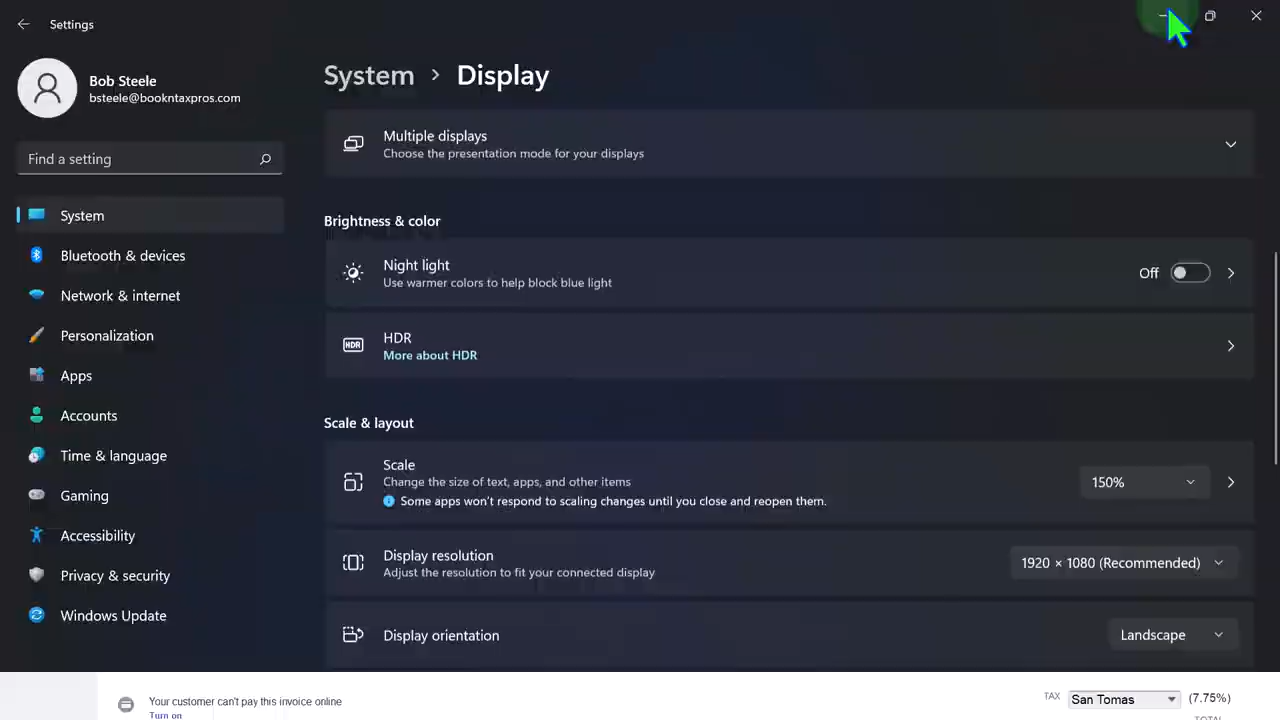 Settings
Bob Steele
bsteele@bookntaxpros.com
Find a setting
System
Bluetooth & devices
Network & internet
Personalization
Apps
Accounts
Time & language
Gaming
Accessibility
Privacy & security
Windows Update
System > Display
Multiple displays
Choose the presentation mode for your displays
Brightness & color
Night light
Use warmer colors to help block blue light
Off
HDR
HDR
More about HDR
Scale & layout
Scale
Change the size of text, apps, and other items
Some apps won't respond to scaling changes until you close and reopen them.
150%
Display resolution
Adjust the resolution to fit your connected display
1920 × 1080 (Recommended)
Display orientation
Landscape
Your customer can't pay this invoice online
Turn on
TAX San Tomas (7.75%)
TOTAL